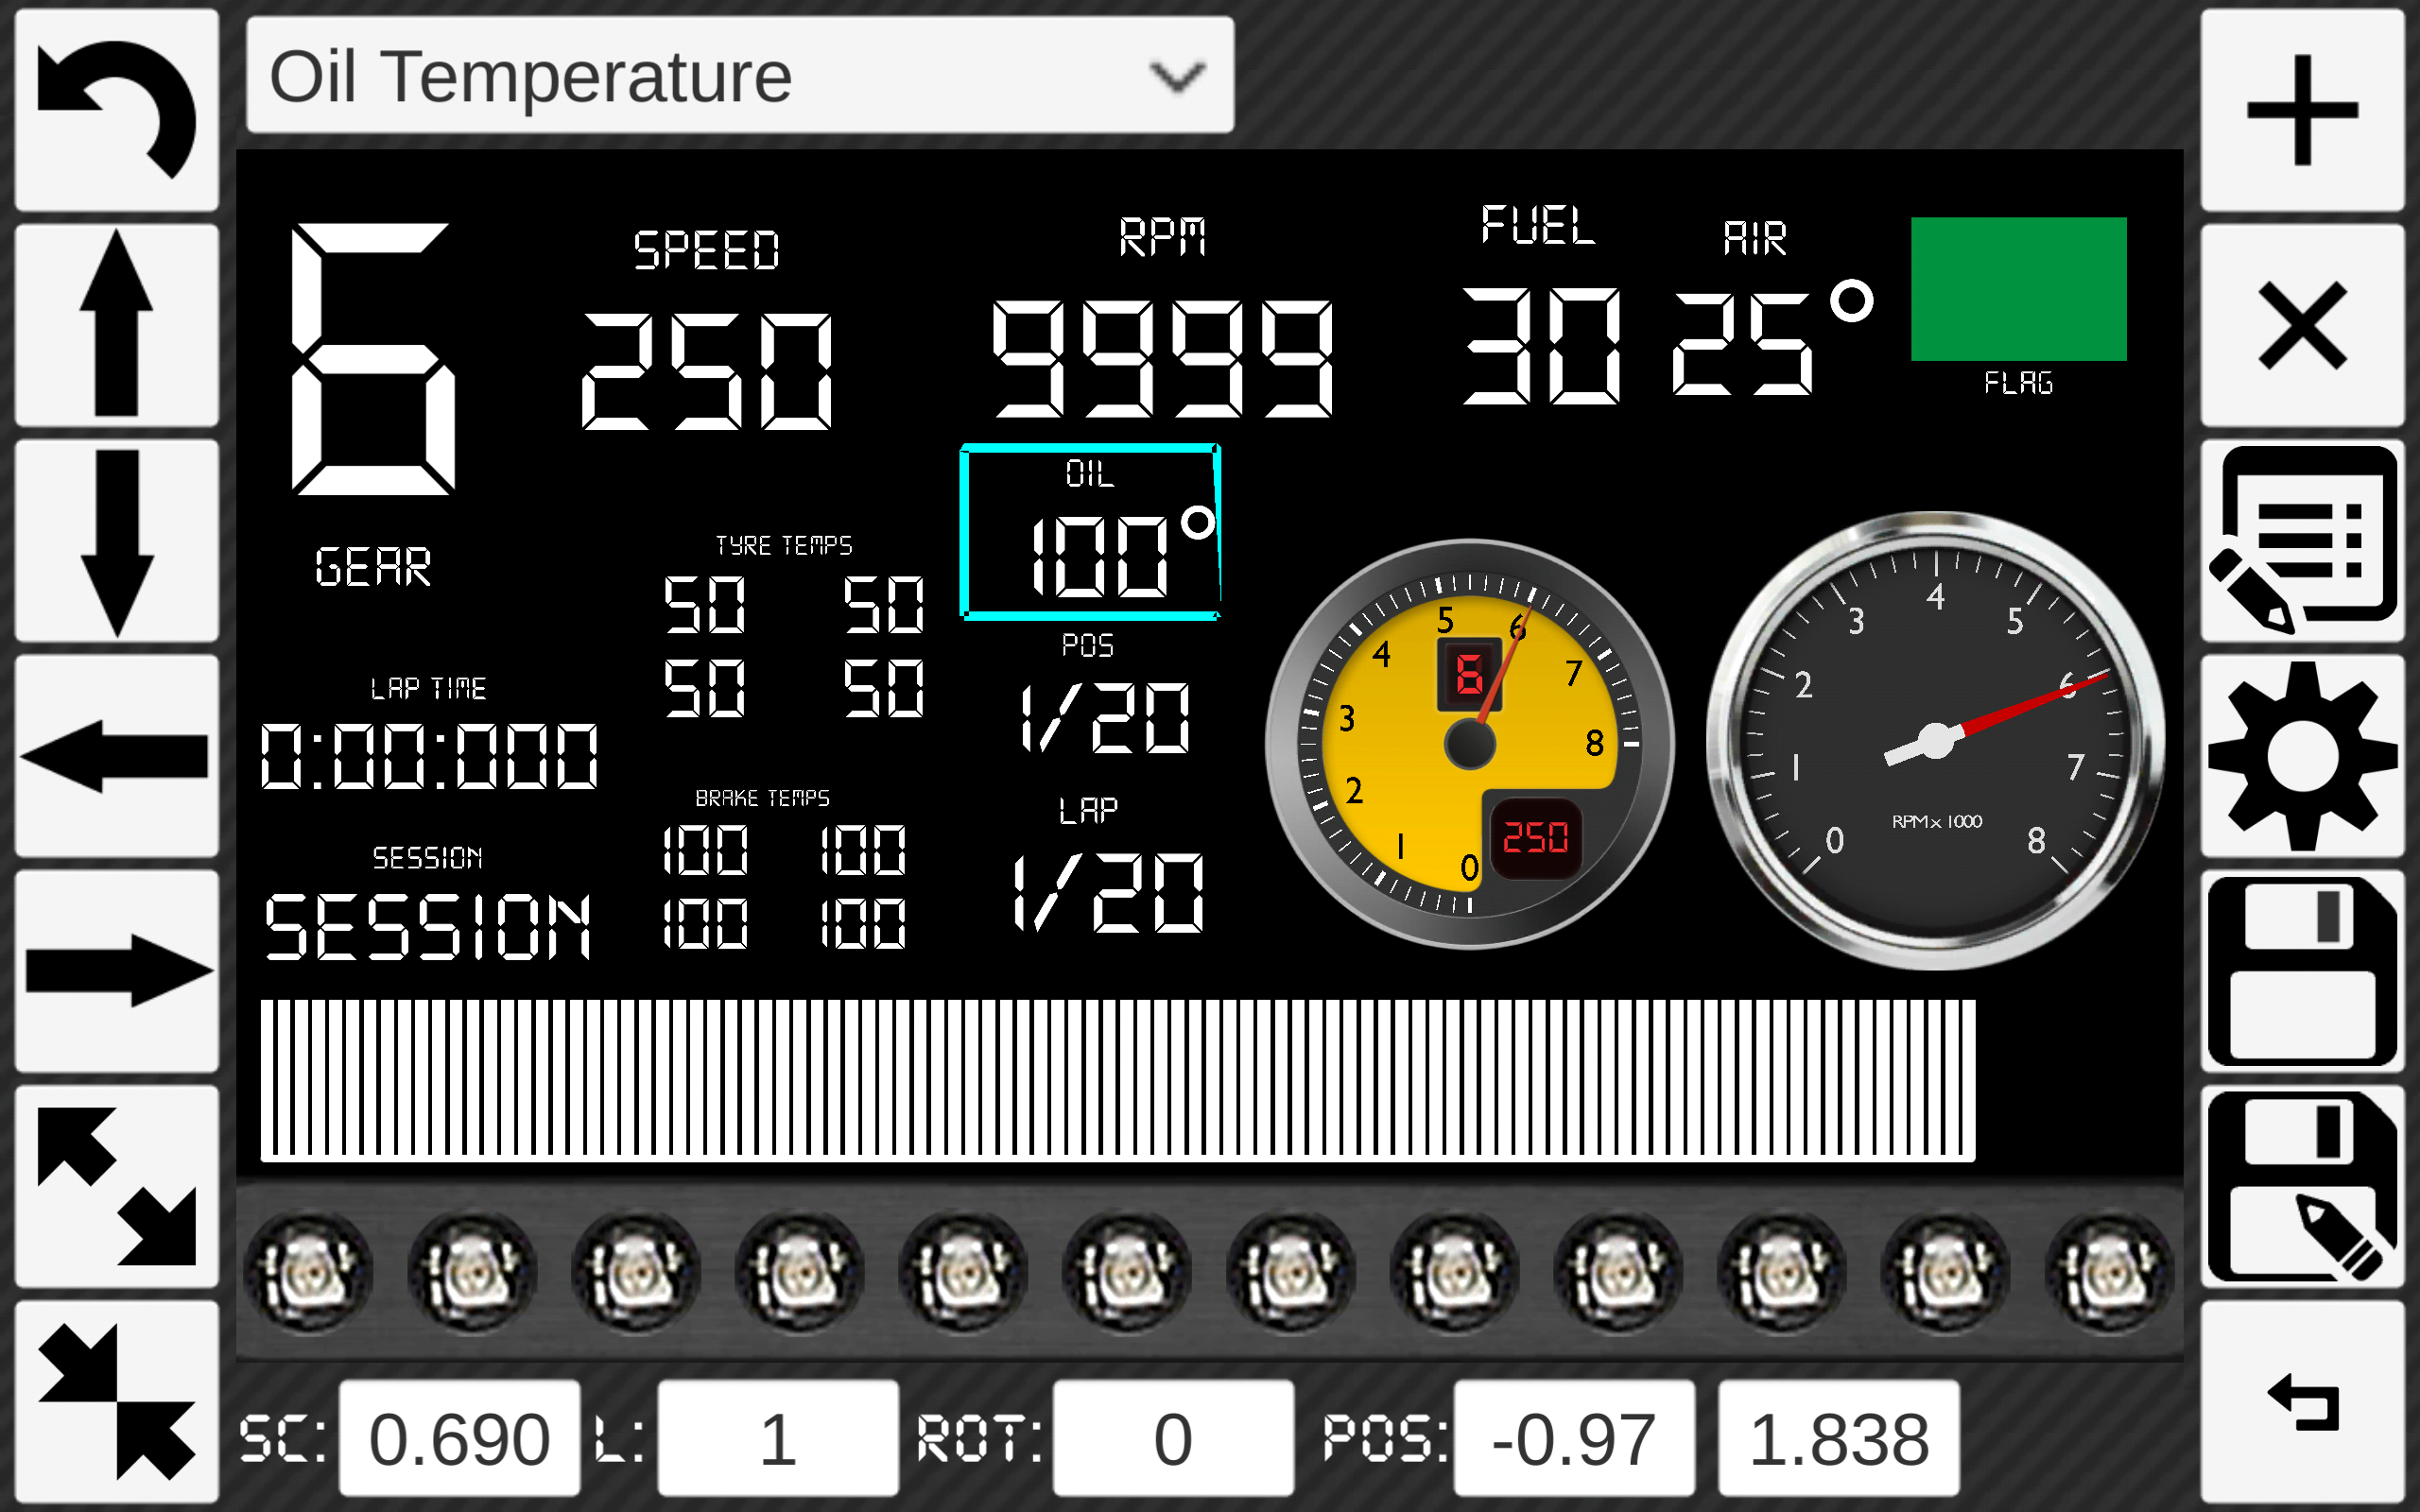 Oil Temperature
6
GEAR
SPEED
250
RPM
9999
FUEL
30
AIR
25°
FLAG
OIL
100°
TYRE TEMPS
50 50
50 50
POS
1/20
LAP TIME
0:00:000
BRAKE TEMPS
100 100
100 100
LAP
1/20
SESSION
SESSION
0 1 2 3 4 5 6 7 8
6
250
0 1 2 3 4 5 6 7 8
RPM x 1000
SC: 0.690 L: 1 ROT: 0 POS: -0.97 1.838